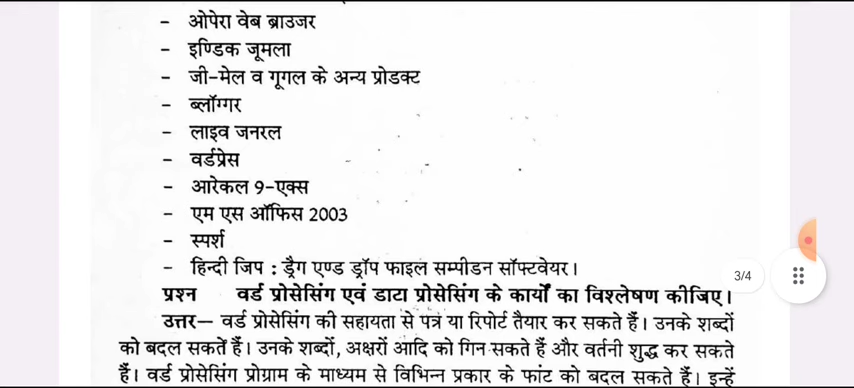 - ओपेरा वेब ब्राउजर
- इण्डिक जूमला
- जी-मेल व गूगल के अन्य प्रोडक्ट
- ब्लॉग्गर
- लाइव जनरल
- वर्डप्रेस
- आरेकल 9-एक्स
- एम एस ऑफिस 2003
- स्पर्श
- हिन्दी जिप : ड्रैग एण्ड ड्रॉप फाइल सम्पीडन सॉफ्टवेयर।
3/4
प्रश्न वर्ड प्रोसेसिंग एवं डाटा प्रोसेसिंग के कार्यों का विश्लेषण कीजिए।
उत्तर— वर्ड प्रोसेसिंग की सहायता से पत्र या रिपोर्ट तैयार कर सकते हैं। उनके शब्दों
को बदल सकते हैं। उनके शब्दों, अक्षरों आदि को गिन सकते हैं और वर्तनी शुद्ध कर सकते
हैं। वर्ड प्रोसेसिंग प्रोग्राम के माध्यम से विभिन्न प्रकार के फांट को बदल सकते हैं। इन्हें